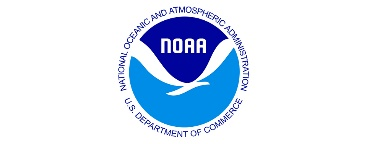 NATIONAL OCEANIC AND ATMOSPHERIC ADMINISTRATION
NOAA
U.S. DEPARTMENT OF COMMERCE